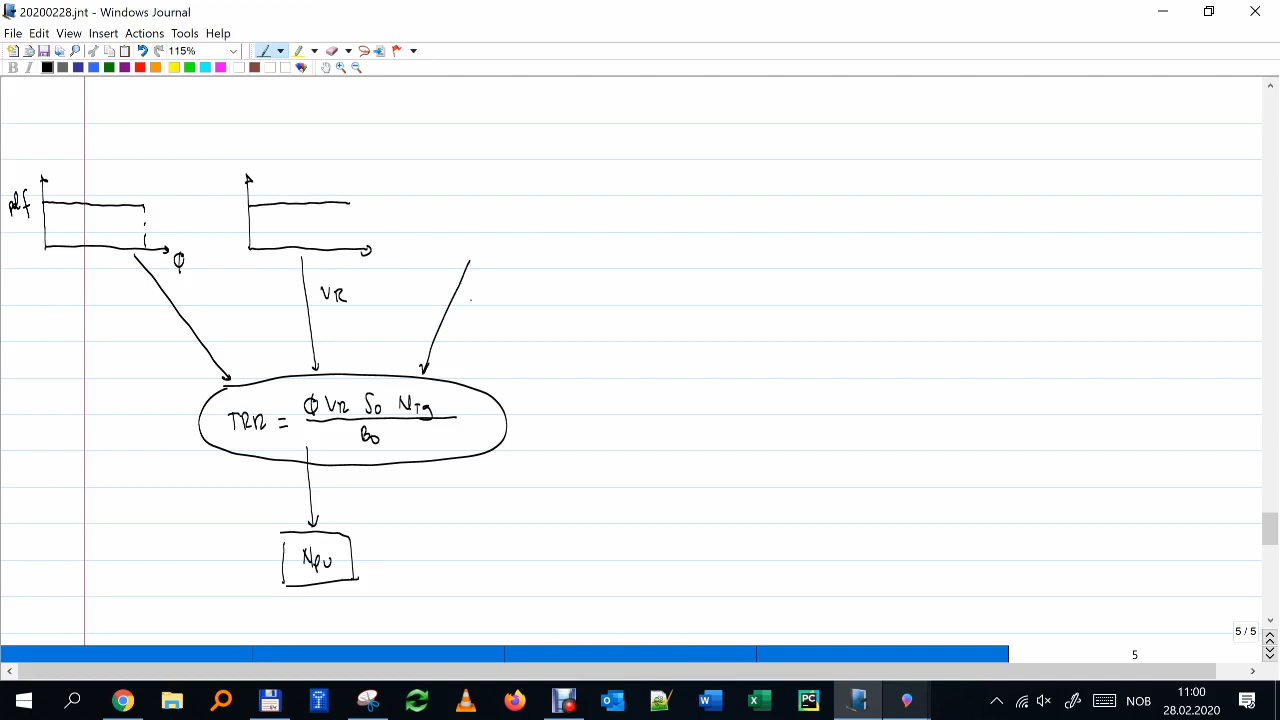 20200228.jnt - Windows Journal
File Edit View Insert Actions Tools Help
115%
B I
pdf
φ
VR
TRR = φ VR So NTg
Bo
Npv
5 / 5
5
NOB
11:00
28.02.2020